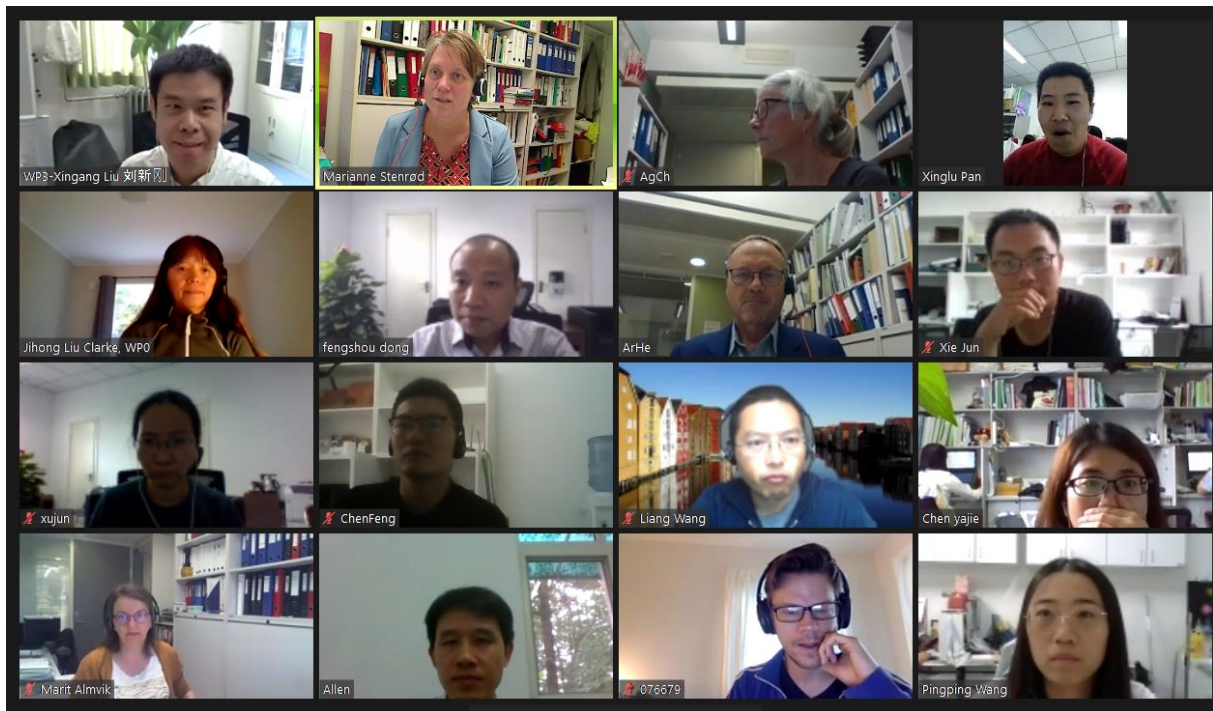 WP3-Xingang Liu 刘新
Marianne Stenrød
AgCh
Xinglu Pan
Jihong Liu Clarke, WP0
fengshou dong
ArHe
Xie Jun
xujun
ChenFeng
Liang Wang
Chen yajie
Marit Almvik
Allen
076679
Pingping Wang